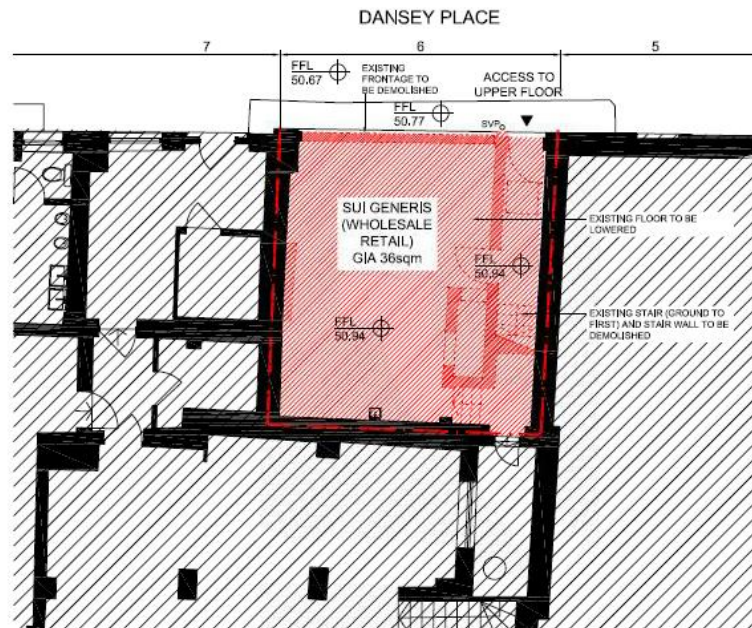 DANSEY PLACE
7
6
5
FFL
50.67
EXISTING
FRONTAGE TO
BE DEMOLISHED
ACCESS TO
UPPER FLOOR
FFL
50.77
SVP
SUI GENERIS
(WHOLESALE
RETAIL)
GIA 36sqm
EXISTING FLOOR TO BE
LOWERED
FFL
50.94
EXISTING STAIR (GROUND TO
FIRST) AND STAIR WALL TO BE
DEMOLISHED
FFL
50.94